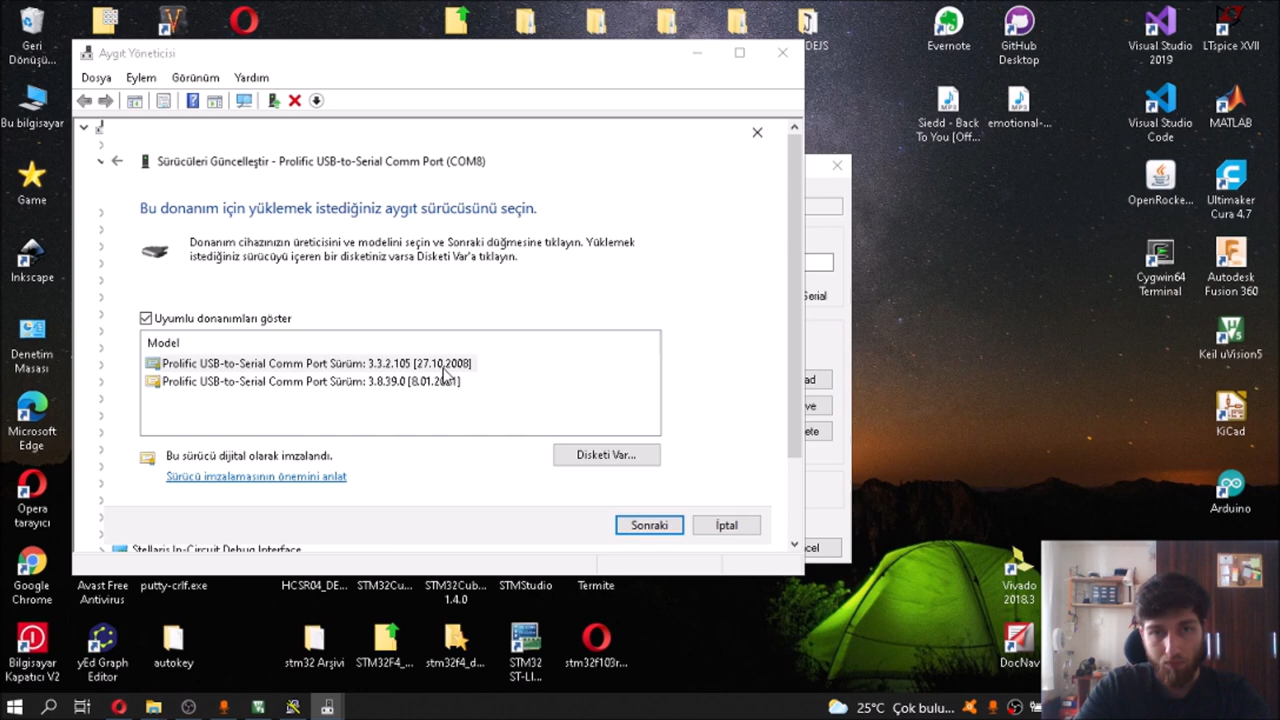 Geri
Dönüşü...
DEJS
Evernote
GitHub
Desktop
Visual Studio
2019
LTspice XVII
Aygıt Yöneticisi
Dosya
Eylem
Görünüm
Yardım
Bu bilgisayar
Siedd - Back
To You [Off...
emotional-...
Visual Studio
Code
MATLAB
Sürücüleri Güncelleştir - Prolific USB-to-Serial Comm Port (COM8)
Game
Bu donanım için yüklemek istediğiniz aygıt sürücüsünü seçin.
OpenRocke...
Ultimaker
Cura 4.7
Donanım cihazınızın üreticisini ve modelini seçin ve Sonraki düğmesine tıklayın. Yüklemek
istediğiniz sürücüyü içeren bir disketiniz varsa Disketi Var'a tıklayın.
Inkscape
Serial
Cygwin64
Terminal
Autodesk
Fusion 360
Uyumlu donanımları göster
Model
Prolific USB-to-Serial Comm Port Sürüm: 3.3.2.105 [27.10.2008]
Prolific USB-to-Serial Comm Port Sürüm: 3.8.39.0
Denetim
Masası
Keil uVision5
ad
ve
ete
Microsoft
Edge
KiCad
Bu sürücü dijital olarak imzalandı.
Disketi Var...
Sürücü imzalamasının önemini anlat
Opera
tarayıcı
Arduino
Sonraki
İptal
Stellaris In-Circuit Debug Interface
cel
Google
Chrome
Avast Free
Antivirus
putty-crlf.exe
HCSR04_DE...
STM32Cu...
STM32Cub...
1.4.0
STMStudio
Termite
Vivado
2018.3
Bilgisayar
Kapatıcı V2
yEd Graph
Editor
autokey
stm32 Arşivi
STM32F4_...
stm32f4_d...
STM32
ST-LI...
stm32f103r...
DocNav
25°C Çok bulu...